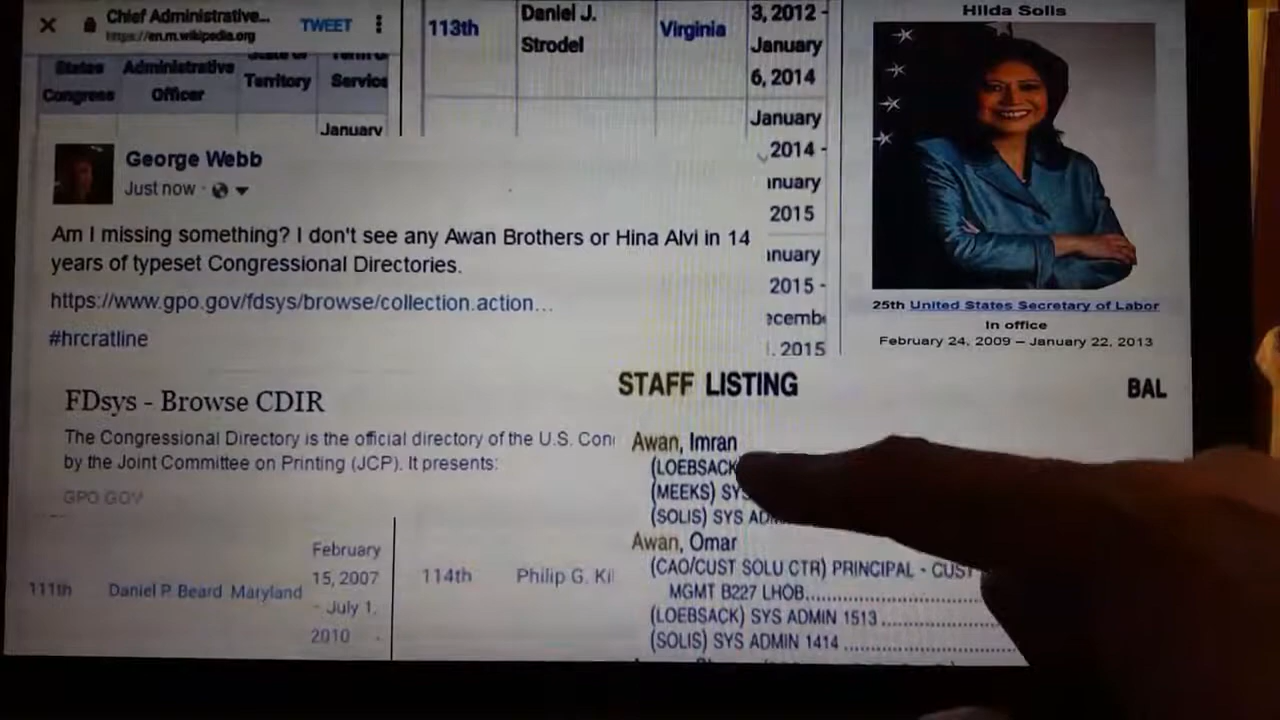 Chief Administrative...
https://en.m.wikipedia.org
TWEET
States
Congress
Administrative
Officer
Territory
Term of
Service
January
113th
Daniel J.
Strodel
Virginia
3, 2012 -
January
6, 2014
January
, 2014 -
anuary
2015
anuary
2015 -
ecemb
. 2015
Hilda Solis
25th United States Secretary of Labor
In office
February 24, 2009 – January 22, 2013
George Webb
Just now
Am I missing something? I don't see any Awan Brothers or Hina Alvi in 14
years of typeset Congressional Directories.
https://www.gpo.gov/fdsys/browse/collection.action...
#hrcratline
FDsys - Browse CDIR
The Congressional Directory is the official directory of the U.S. Con
by the Joint Committee on Printing (JCP). It presents:
GPO.GOV
111th
Daniel P. Beard
Maryland
February
15, 2007
- July 1,
2010
114th
Philip G. Ki
STAFF LISTING
BAL
Awan, Imran
(LOEBSACK
(MEEKS) SYS
(SOLIS) SYS ADM
Awan, Omar
(CAO/CUST SOLU CTR) PRINCIPAL - CUST
MGMT B227 LHOB
(LOEBSACK) SYS ADMIN 1513
(SOLIS) SYS ADMIN 1414